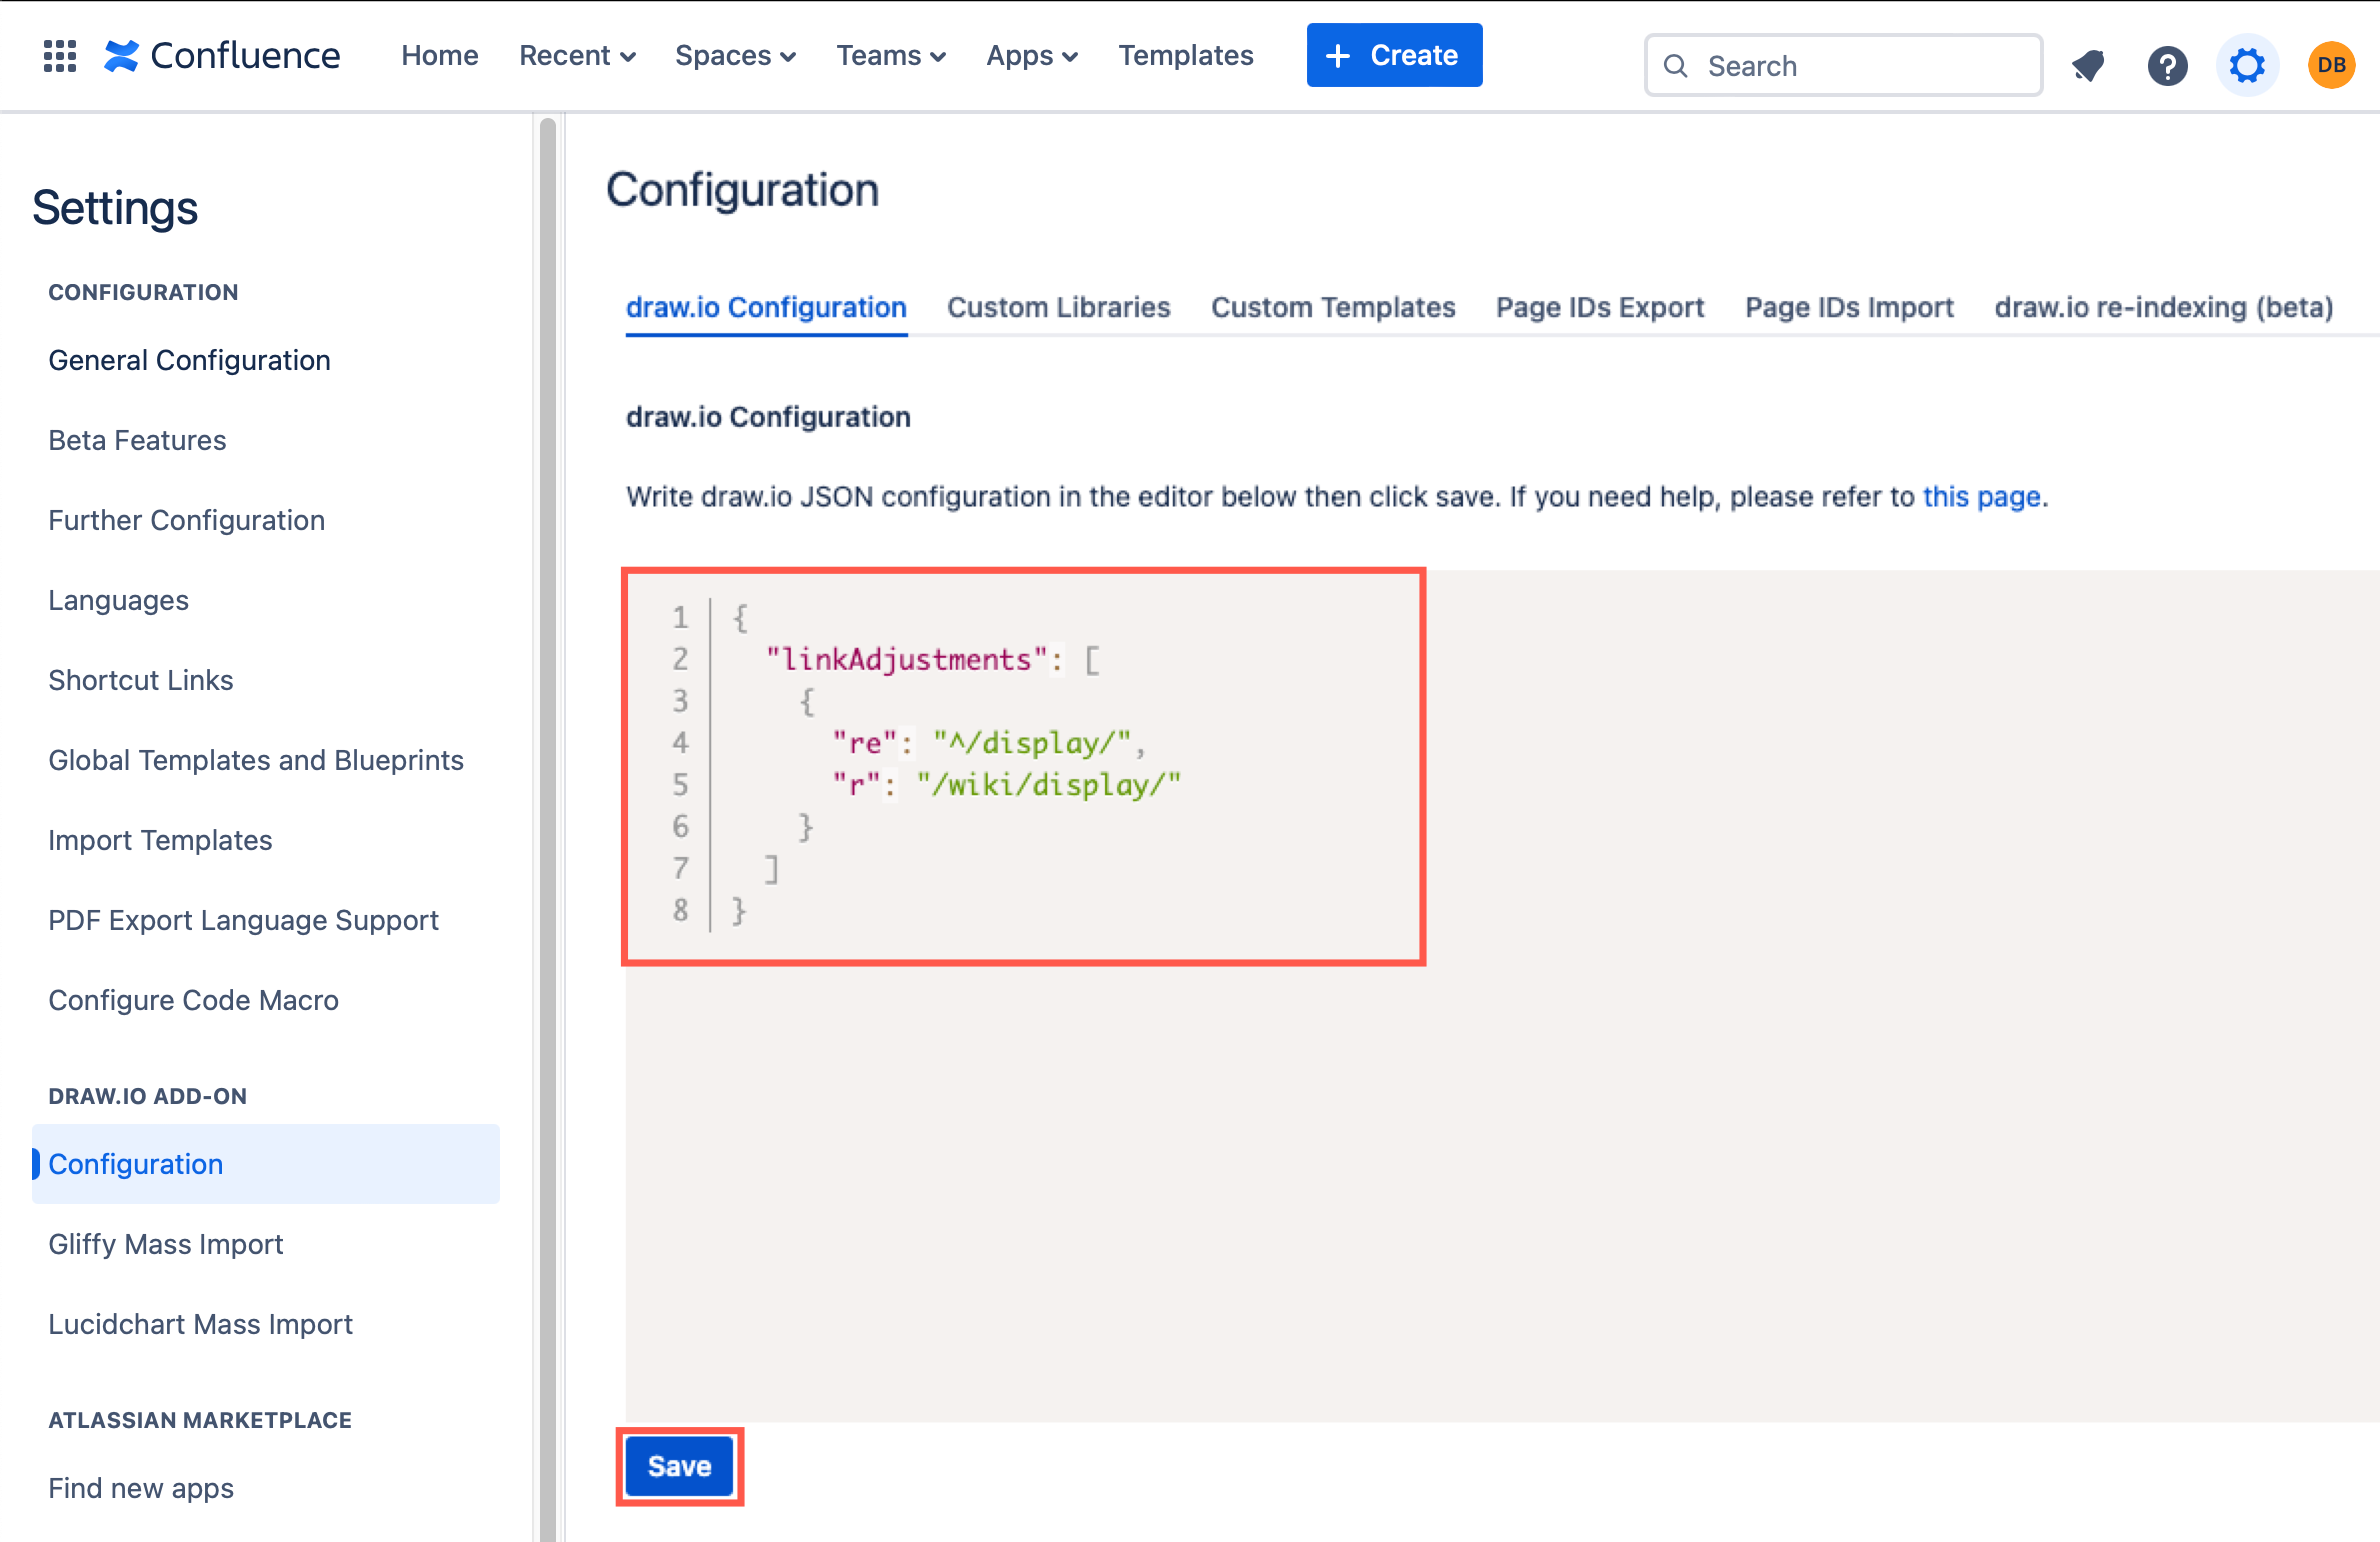 Confluence
Home Recent Spaces Teams Apps Templates + Create Search ? DB
Settings
CONFIGURATION
General Configuration
Beta Features
Further Configuration
Languages
Shortcut Links
Global Templates and Blueprints
Import Templates
PDF Export Language Support
Configure Code Macro
DRAW.IO ADD-ON
Configuration
Gliffy Mass Import
Lucidchart Mass Import
ATLASSIAN MARKETPLACE
Find new apps
Configuration
draw.io Configuration Custom Libraries Custom Templates Page IDs Export Page IDs Import draw.io re-indexing (beta)
draw.io Configuration
Write draw.io JSON configuration in the editor below then click save. If you need help, please refer to this page.
1 {
2   "linkAdjustments": [
3     {
4       "re": "^/display/",
5       "r": "/wiki/display/"
6     }
7   ]
8 }
Save